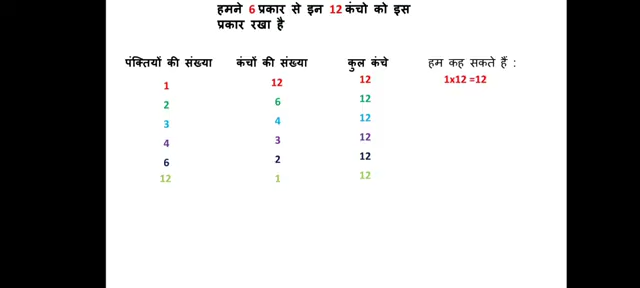 हमने 6 प्रकार से इन 12 कंचो को इस
प्रकार रखा है
पंक्तियों की संख्या कंचों की संख्या कुल कंचे हम कह सकते हैं :
1 12 12 1x12 =12
2 6 12
3 4 12
4 3 12
6 2 12
12 1 12